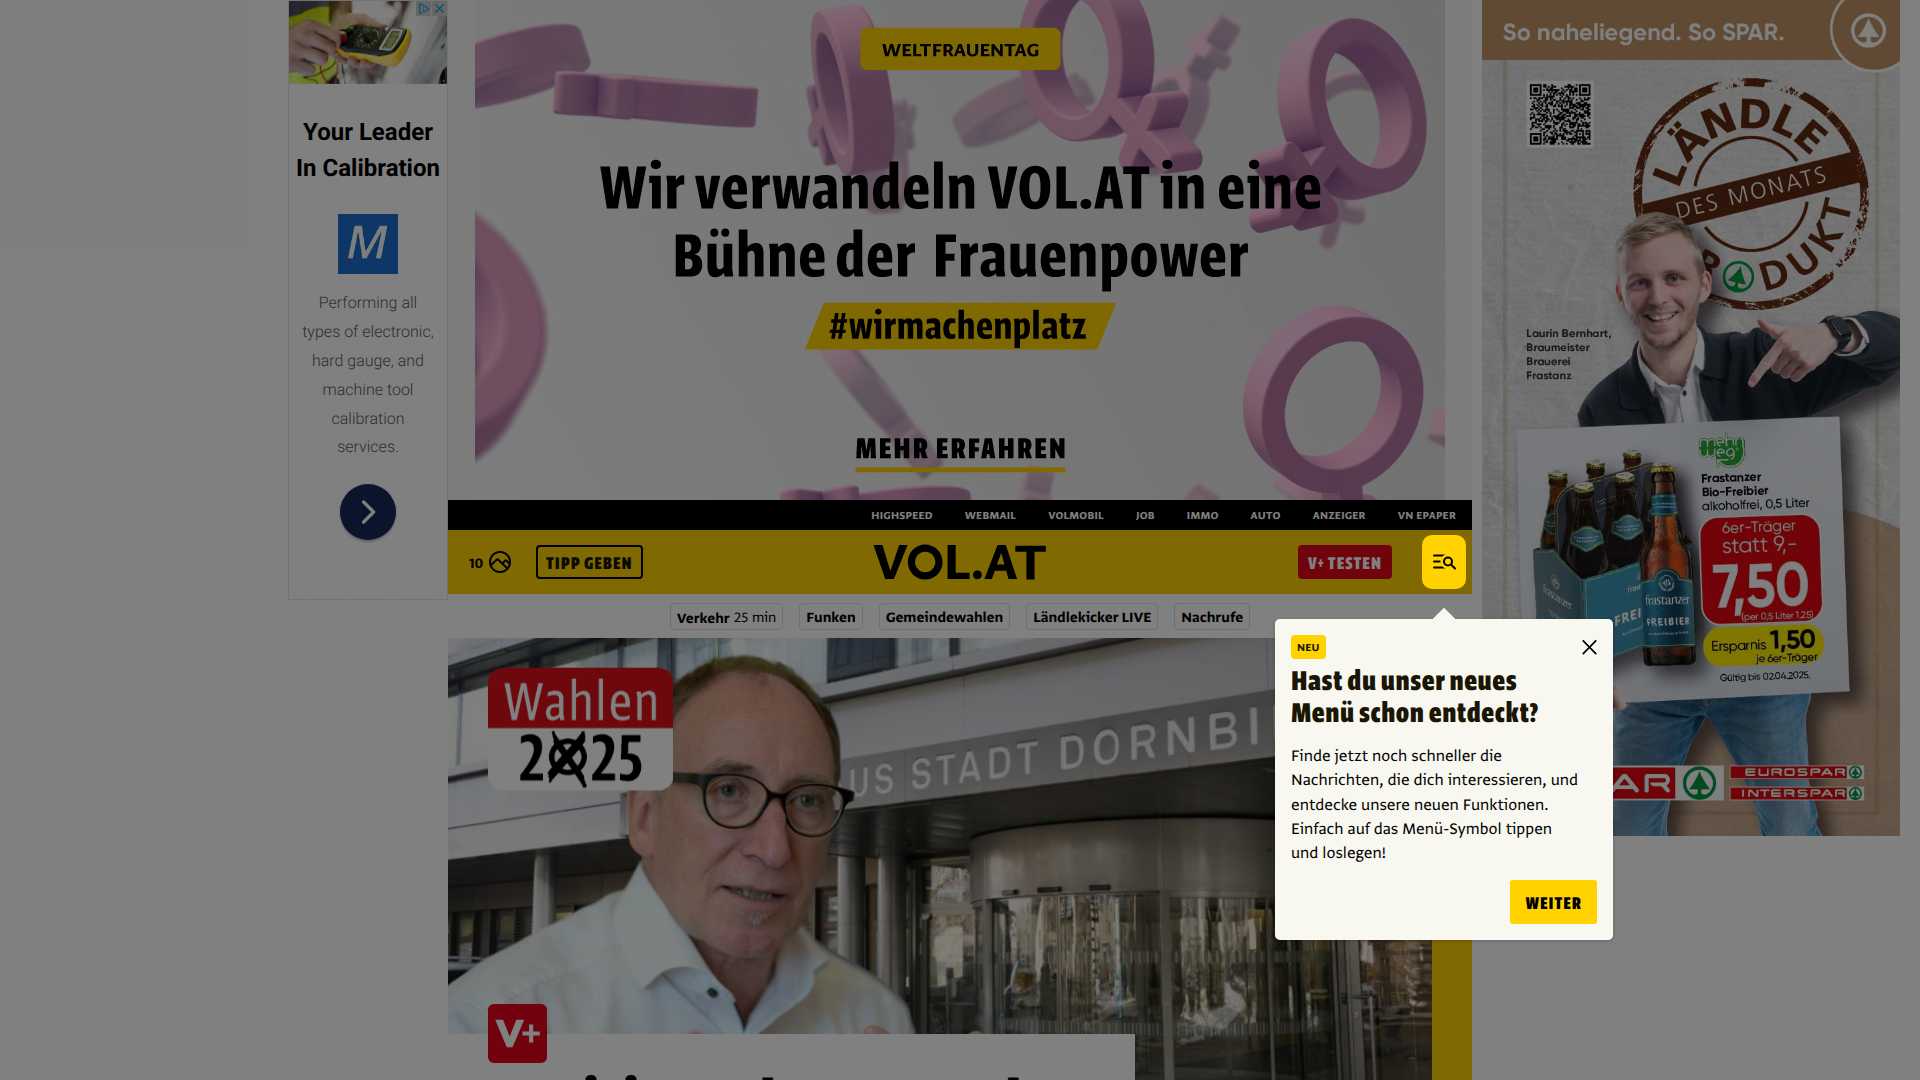 Your Leader
In Calibration
M
Performing all
types of electronic,
hard gauge, and
machine tool
calibration
services.
WELTFRAUENTAG
Wir verwandeln VOL.AT in eine
Bühne der Frauenpower
#wirmachenplatz
MEHR ERFAHREN
So naheliegend. So SPAR.
LÄNDLE
DES MONATS
PRODUKT
Laurin Bernhart,
Braumeister
Brauerei
Frastanz
mehr
weg
Frastanzer
Bio-Freibier
alkoholfrei, 0,5 Liter
6er-Träger
statt 9,-
7,50
(per 0,5 Liter 1.25)
Ersparnis 1,50
je 6er-Träger
Gültig bis 02.04.2025.
frastanzer
FREIBIER
AR
EUROSPAR
INTERSPAR
HIGHSPEED WEBMAIL VOLMOBIL JOB IMMO AUTO ANZEIGER VN EPAPER
10 TIPP GEBEN VOL.AT V+ TESTEN
Verkehr 25 min Funken Gemeindewahlen Ländlekicker LIVE Nachrufe
Wahlen
2025
US STADT DORNBI
V+
NEU
Hast du unser neues
Menü schon entdeckt?
Finde jetzt noch schneller die
Nachrichten, die dich interessieren, und
entdecke unsere neuen Funktionen.
Einfach auf das Menü-Symbol tippen
und loslegen!
WEITER